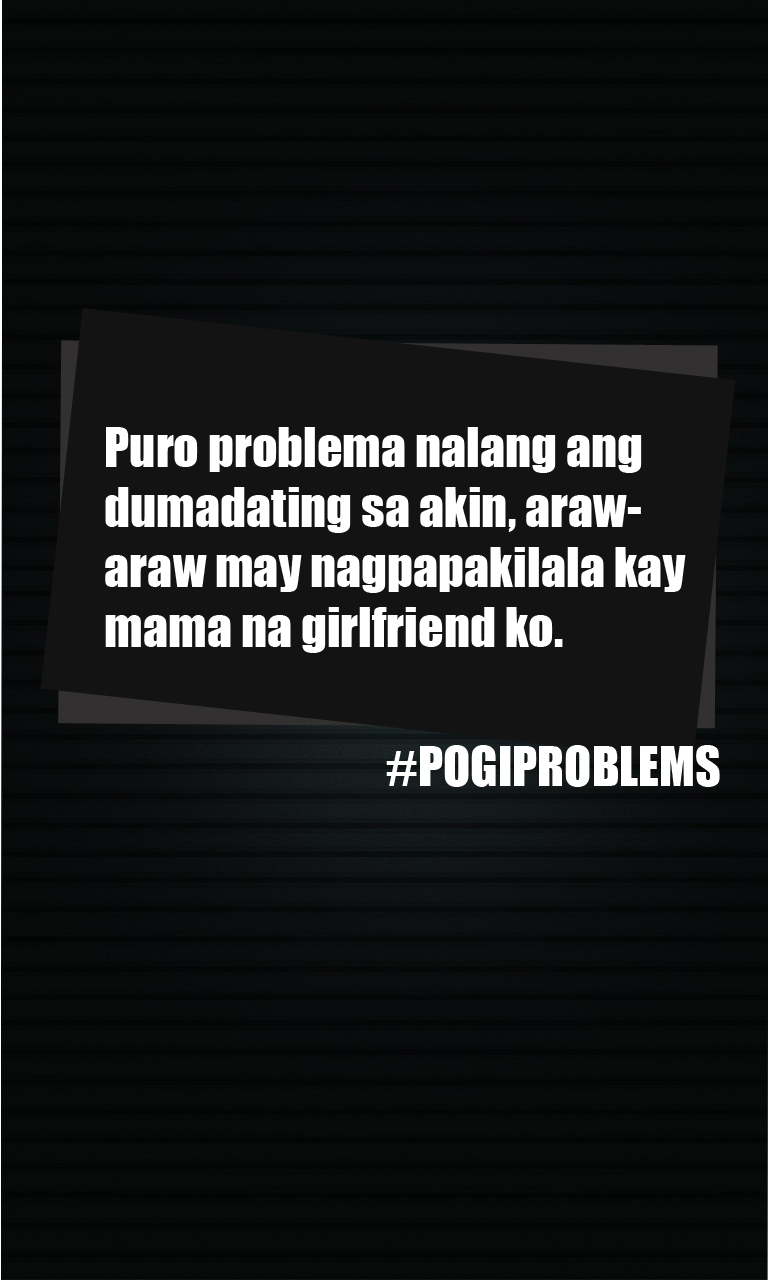 Puro problema nalang ang
dumadating sa akin, araw-
araw may nagpapakilala kay
mama na girlfriend ko.
#POGIPROBLEMS